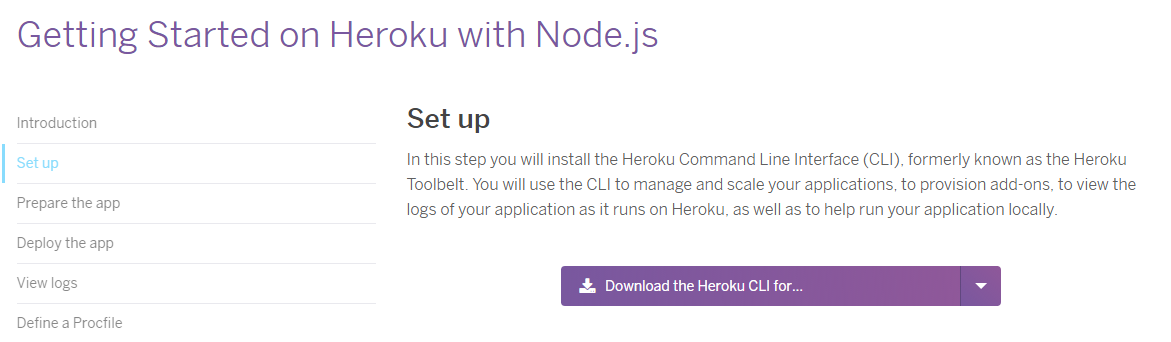 Getting Started on Heroku with Node.js
Introduction
Set up
Prepare the app
Deploy the app
View logs
Define a Procfile
Set up
In this step you will install the Heroku Command Line Interface (CLI), formerly known as the Heroku
Toolbelt. You will use the CLI to manage and scale your applications, to provision add-ons, to view the
logs of your application as it runs on Heroku, as well as to help run your application locally.
Download the Heroku CLI for...